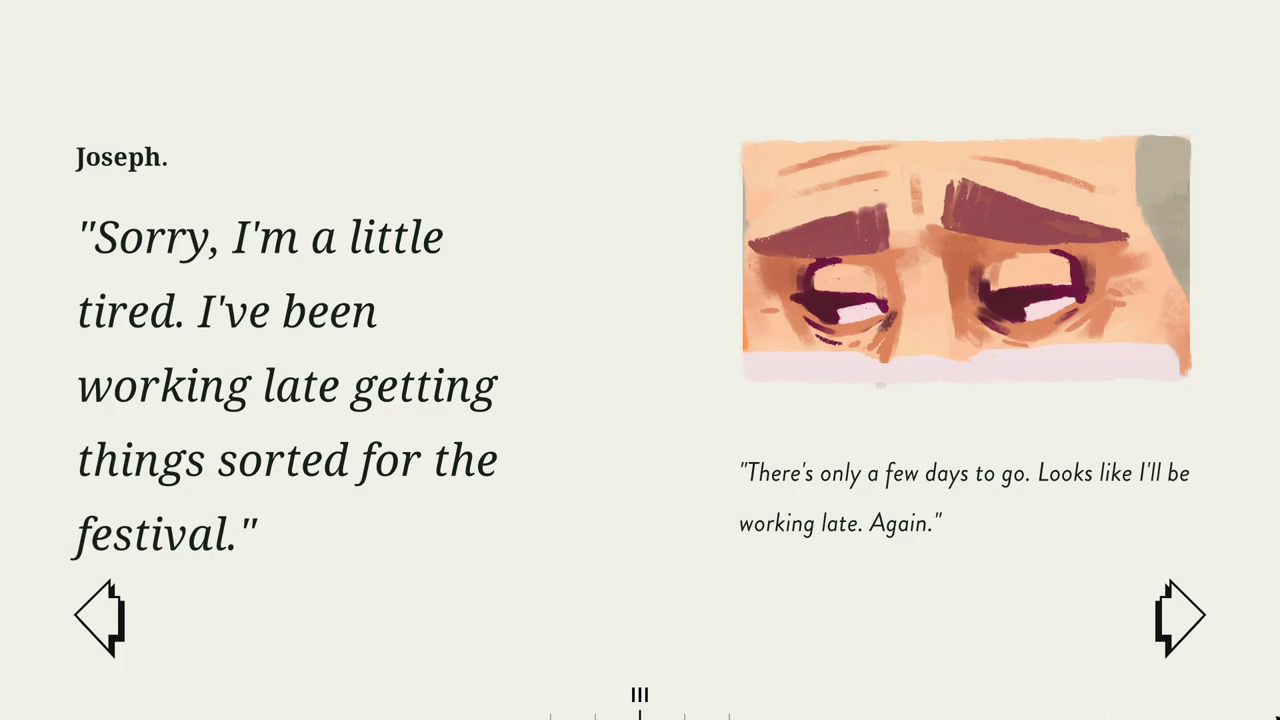 Joseph.
"Sorry, I'm a little
tired. I've been
working late getting
things sorted for the
festival."
"There's only a few days to go. Looks like I'll be
working late. Again."
III